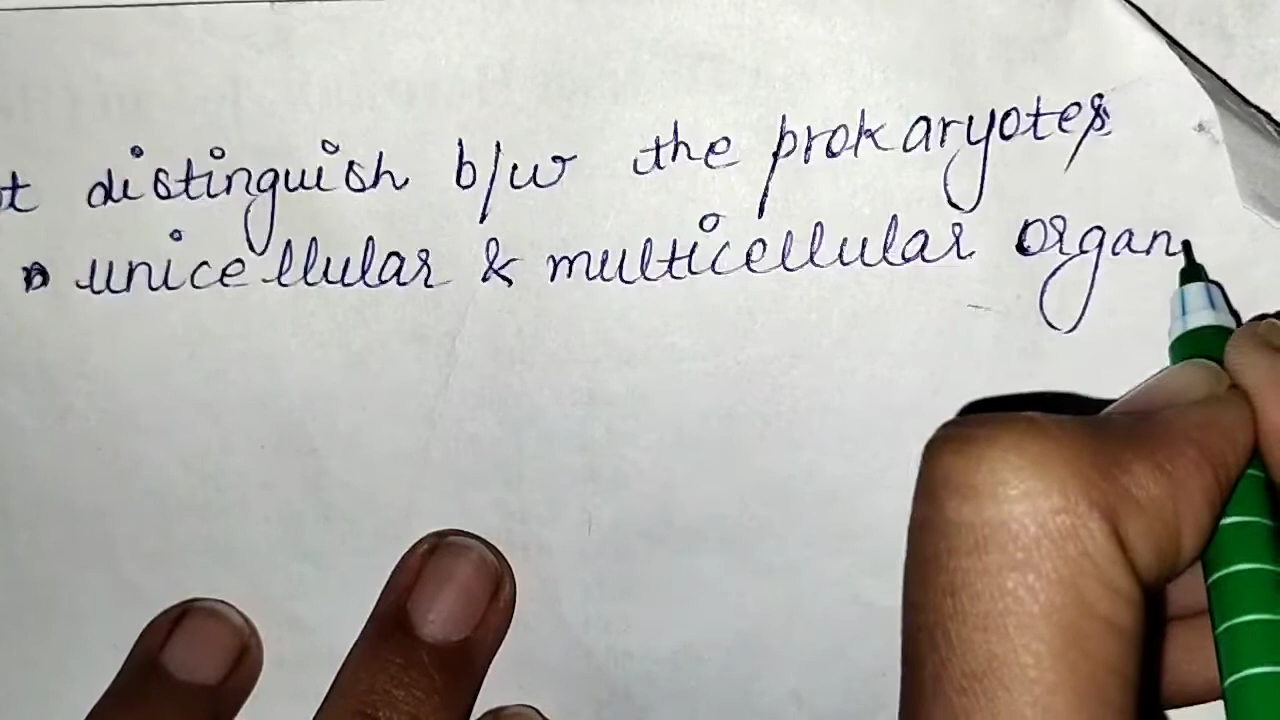 t distinguish b/w the prokaryotes
unicellular & multicellular organ